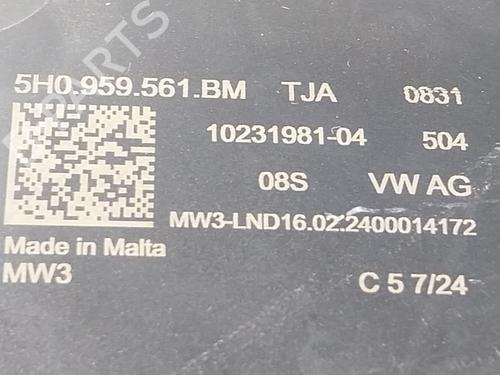 5H0.959.561.BM TJA 0831
10231981-04 504
08S VW AG
MW3-LND16.02.2400014172
Made in Malta
MW3 C 5 7/24